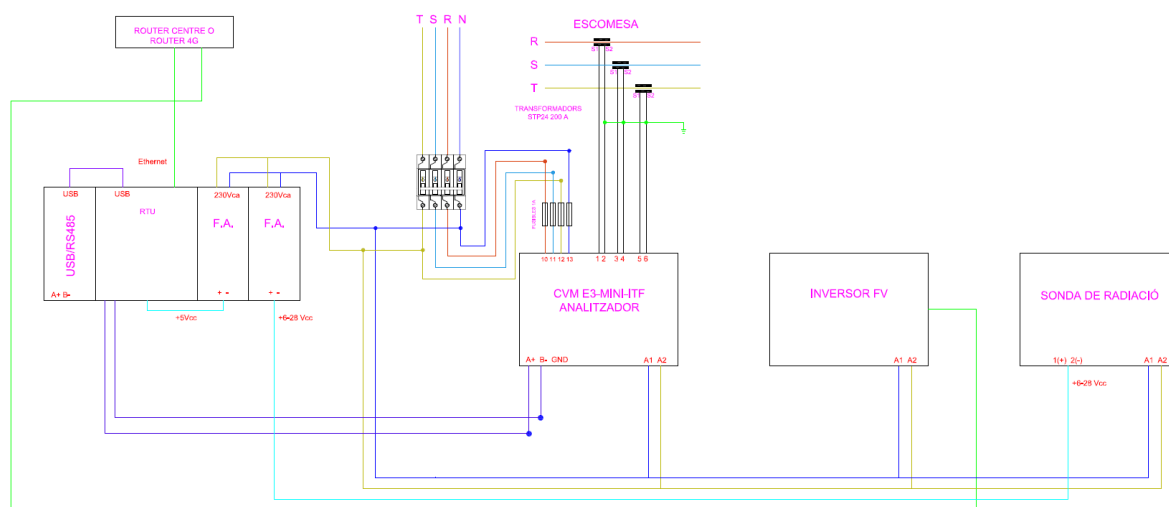 ROUTER CENTRE O
ROUTER 4G
T S R N
ESCOMESA
R
S1 S2
S
S1 S2
T
S1 S2
TRANSFORMADORS
STP24 200 A
Ethernet
USB
USB
230Vca
230Vca
USB/RS485
RTU
F.A.
F.A.
A+ B-
+ -
+ -
+5Vcc
+6-28 Vcc
10 11 12 13
1 2 3 4 5 6
CVM E3-MINI-ITF
ANALITZADOR
A+ B- GND
A1 A2
INVERSOR FV
A1 A2
SONDA DE RADIACIÓ
1(+) 2(-)
A1 A2
+6-28 Vcc